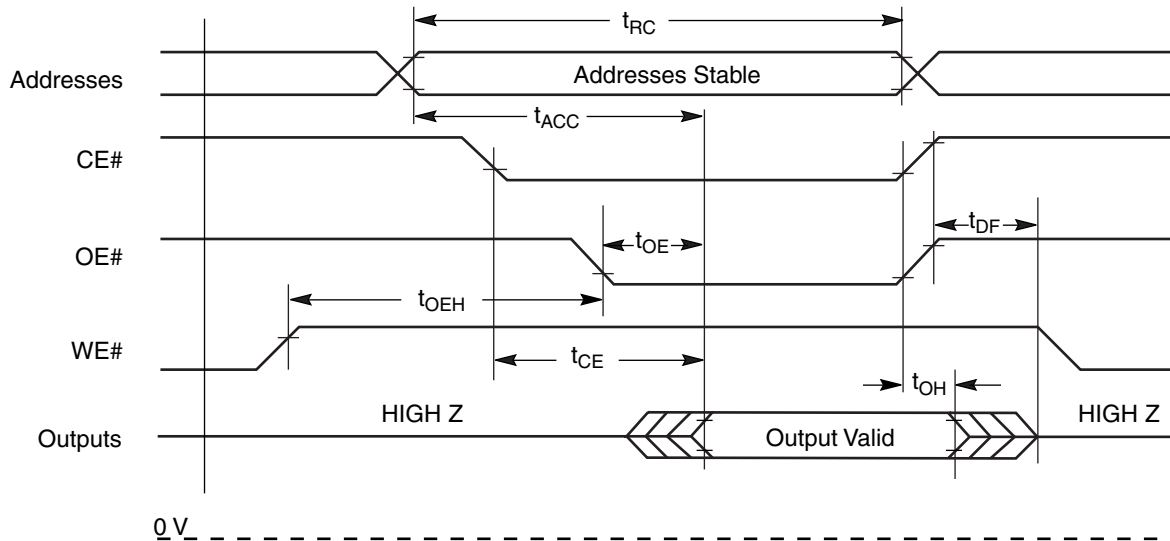 tRC
Addresses
Addresses Stable
tACC
CE#
tDF
OE#
tOE
tOEH
WE#
tCE
tOH
HIGH Z
HIGH Z
Outputs
Output Valid
0 V